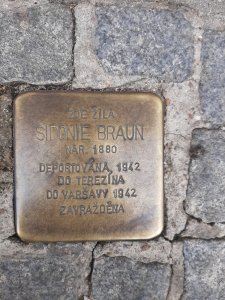 ZDE ŽILA
SIDONIE BRAUN
NAR. 1880
DEPORTOVÁNA 1942
DO TEREZÍNA
DO VARŠAVY 1942
ZAVRAŽDĚNA